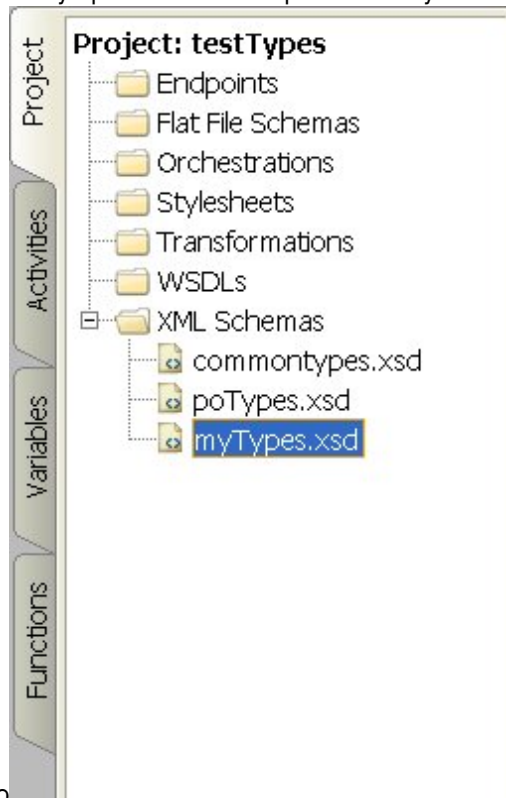 Project: testTypes
Endpoints
Flat File Schemas
Orchestrations
Stylesheets
Transformations
WSDLs
XML Schemas
commontypes.xsd
poTypes.xsd
myTypes.xsd
Project
Activities
Variables
Functions